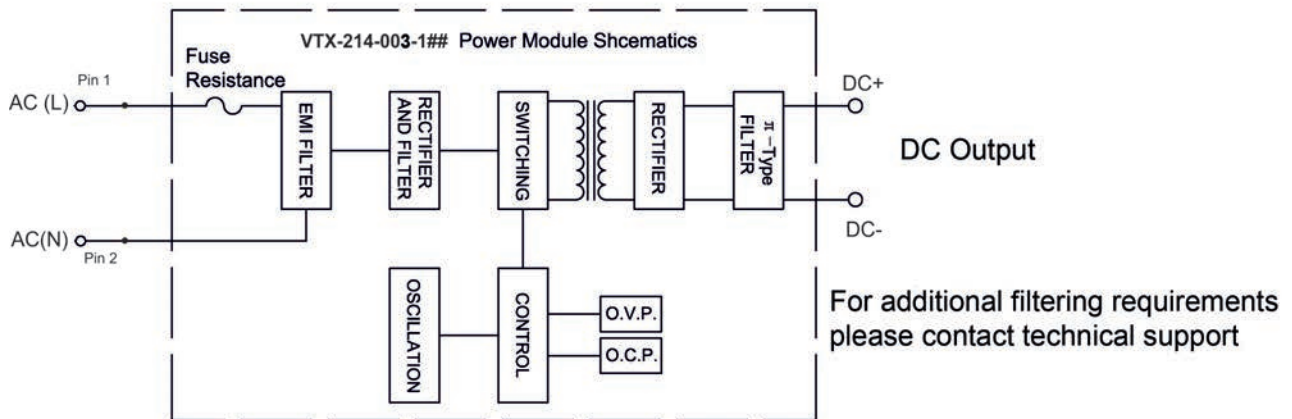 VTX-214-003-1## Power Module Shcematics
Fuse
Resistance
Pin 1
AC (L)
AC(N)
Pin 2
EMI FILTER
RECTIFIER
AND FILTER
SWITCHING
RECTIFIER
π-Type
FILTER
DC+
DC Output
DC-
OSCILLATION
CONTROL
O.V.P.
O.C.P.
For additional filtering requirements
please contact technical support